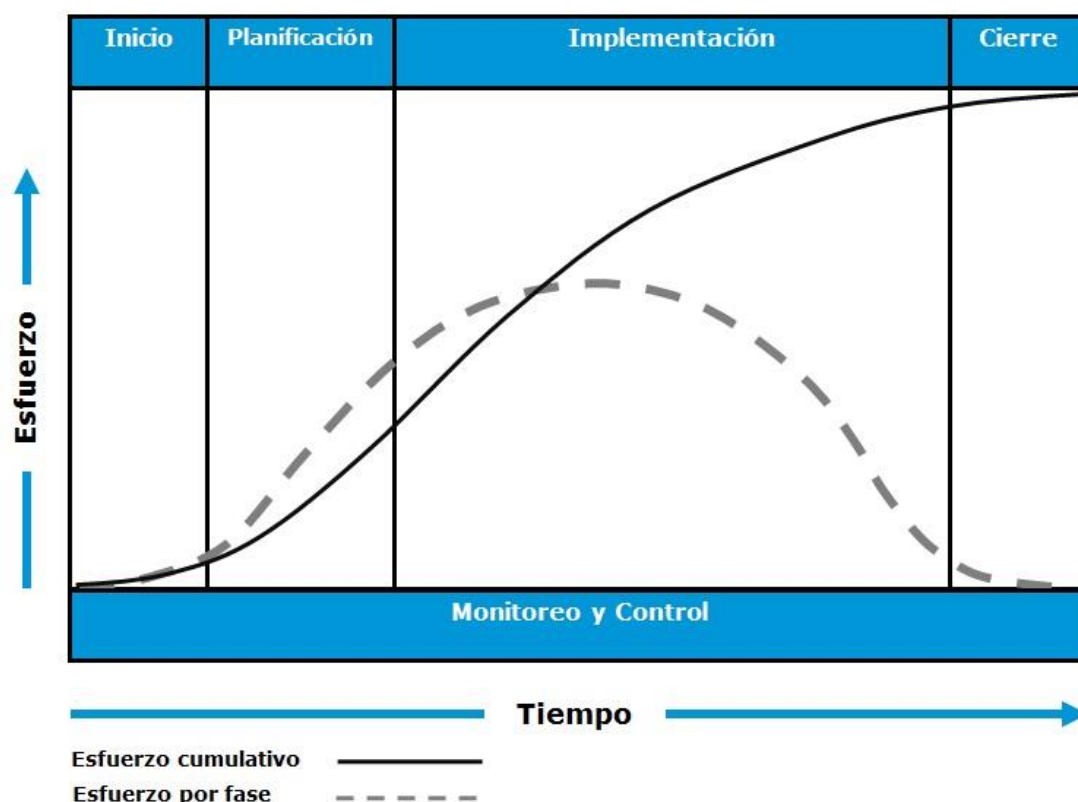 Inicio
Planificación
Implementación
Cierre
Esfuerzo
Monitoreo y Control
Tiempo
Esfuerzo cumulativo
Esfuerzo por fase